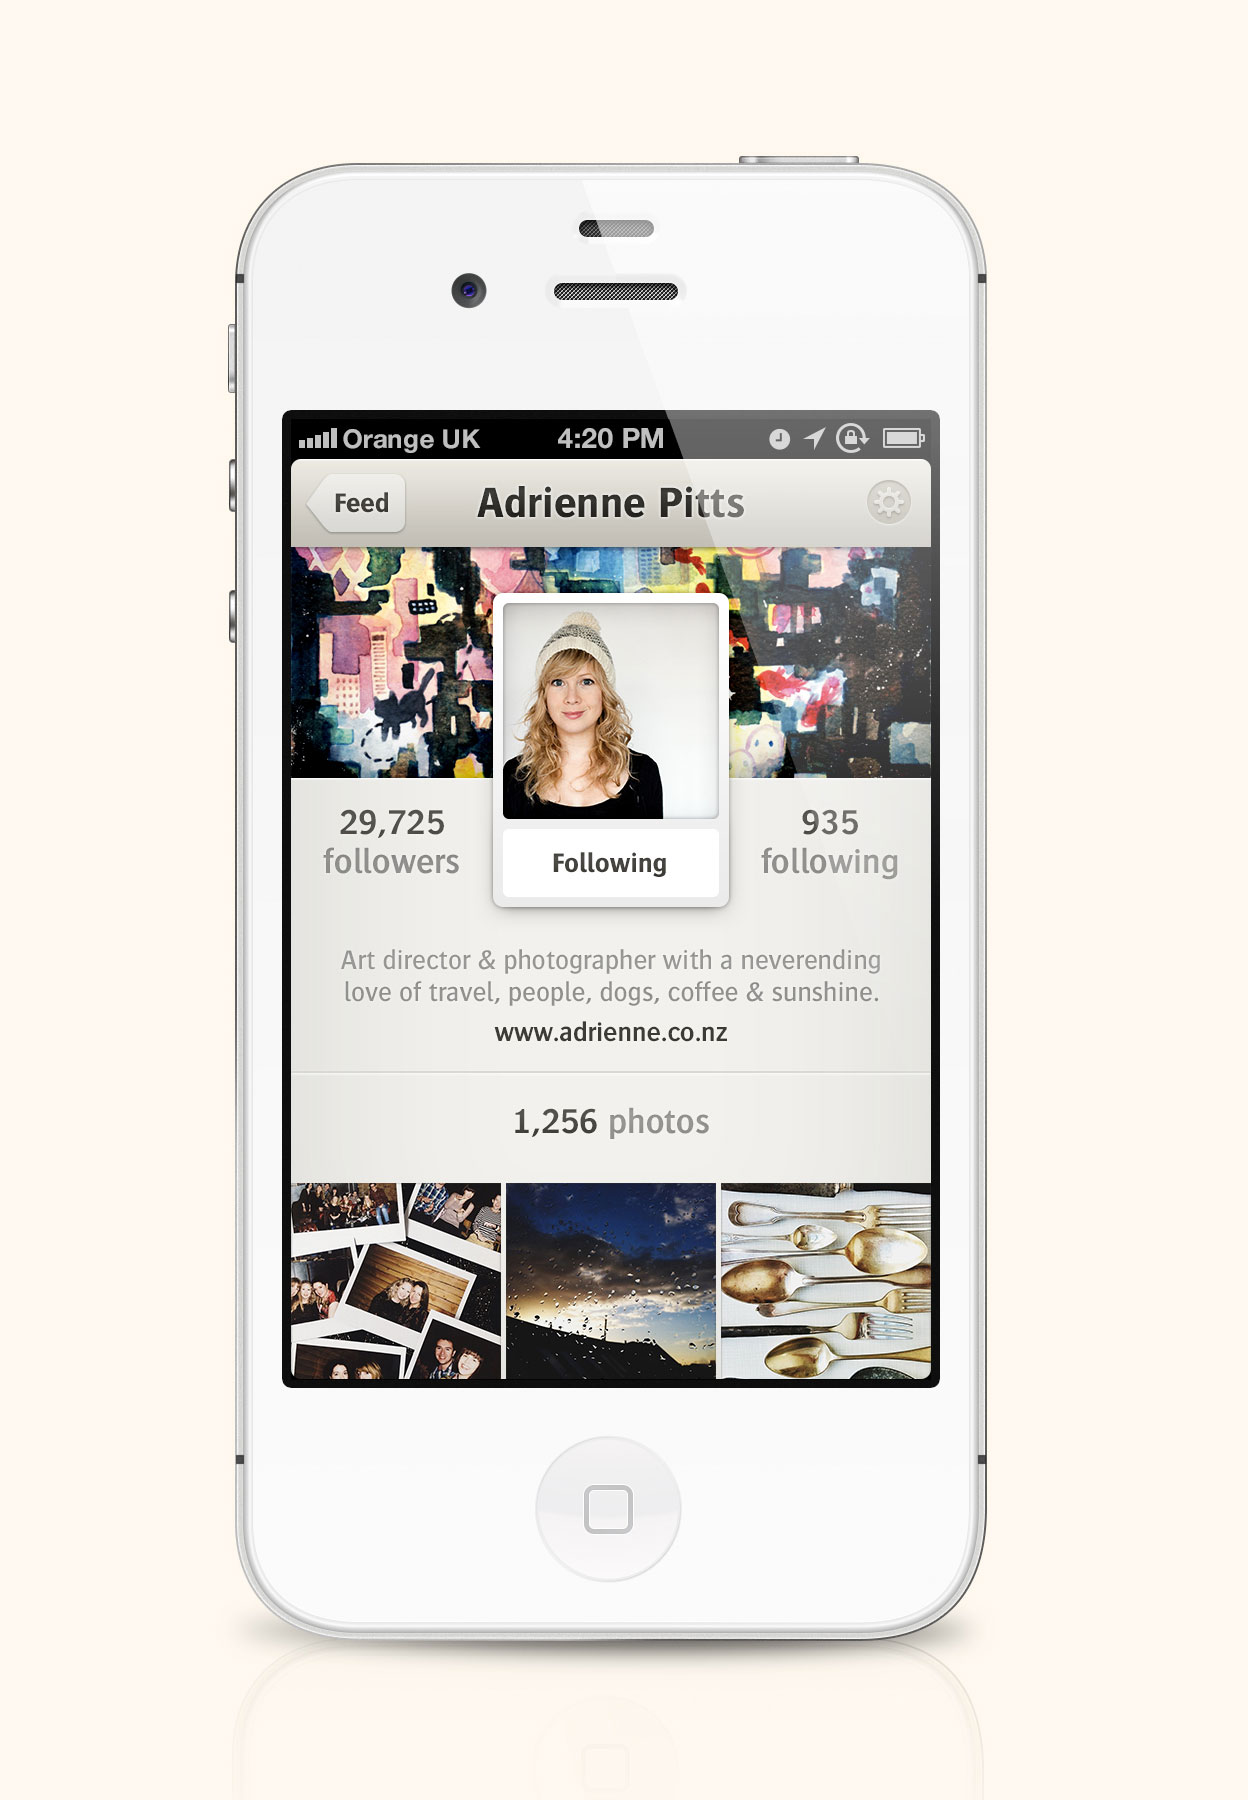 Orange UK 4:20 PM
Feed Adrienne Pitts
29,725
followers
Following
935
following
Art director & photographer with a neverending
love of travel, people, dogs, coffee & sunshine.
www.adrienne.co.nz
1,256 photos